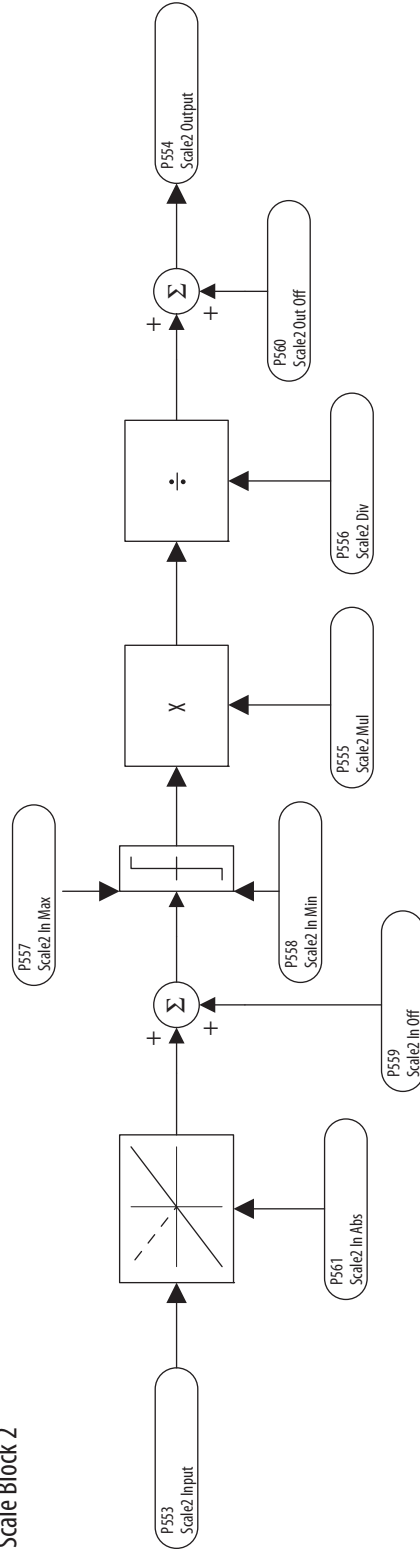 Scale Block 2
P553
Scale2 Input
P561
Scale2 In Abs
+
Σ
+
P559
Scale2 In Off
P557
Scale2 In Max
P558
Scale2 In Min
X
P555
Scale2 Mul
÷
P556
Scale2 Div
+
Σ
+
P560
Scale2 Out Off
P554
Scale2 Output